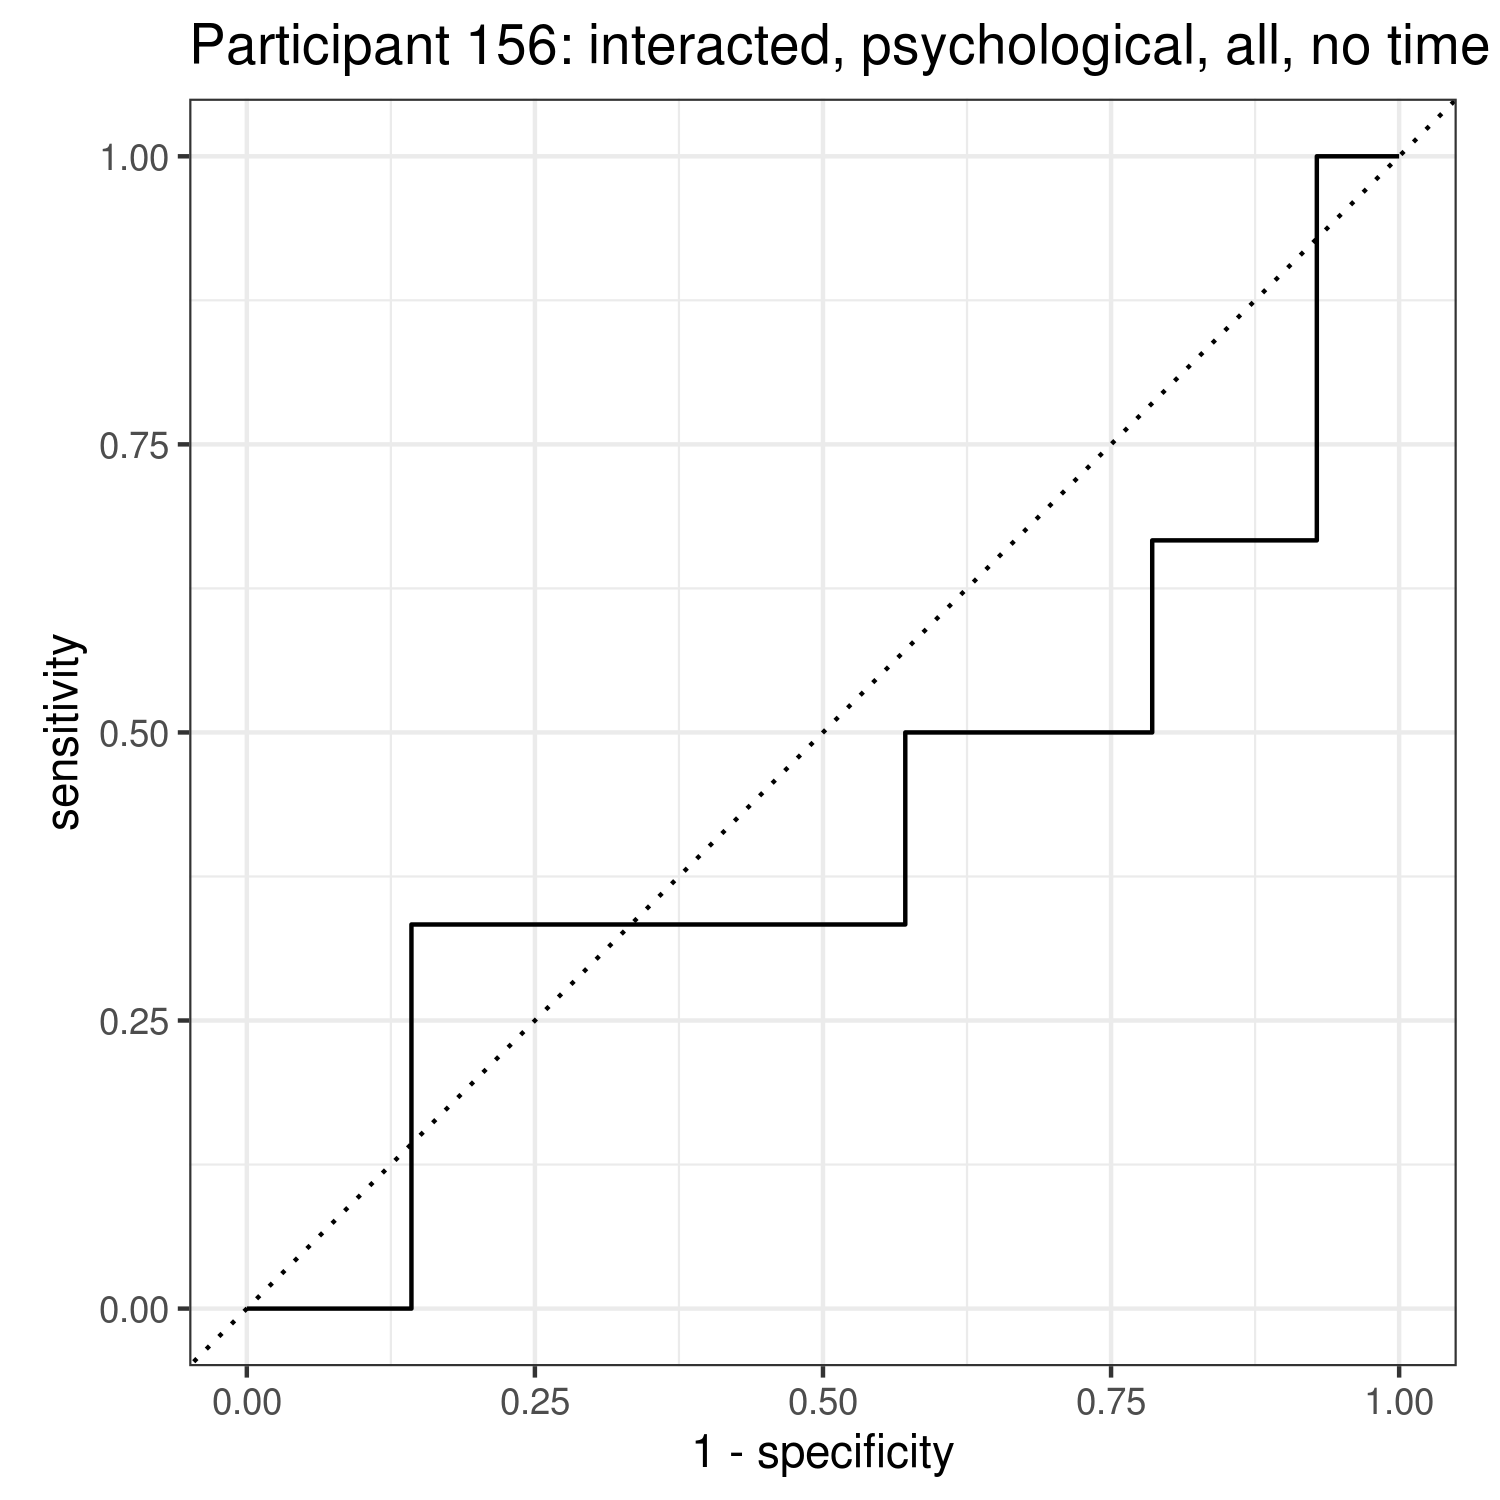 Participant 156: interacted, psychological, all, no time
1.00
0.75
0.50
0.25
0.00
sensitivity
0.00 0.25 0.50 0.75 1.00
1 - specificity